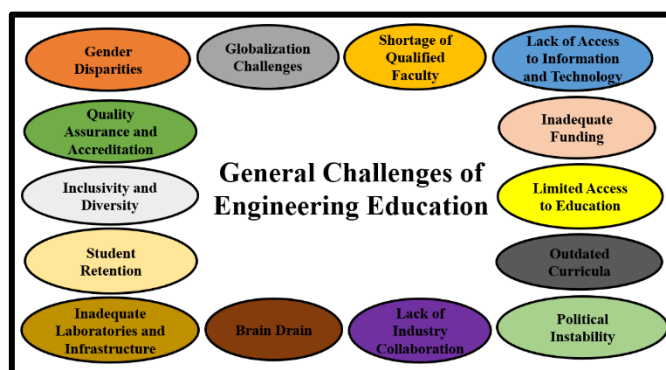 Gender
Disparities
Globalization
Challenges
Shortage of
Qualified
Faculty
Lack of Access
to Information
and Technology
Quality
Assurance and
Accreditation
Inadequate
Funding
General Challenges of
Engineering Education
Inclusivity and
Diversity
Limited Access
to Education
Student
Retention
Outdated
Curricula
Inadequate
Laboratories and
Infrastructure
Brain Drain
Lack of
Industry
Collaboration
Political
Instability